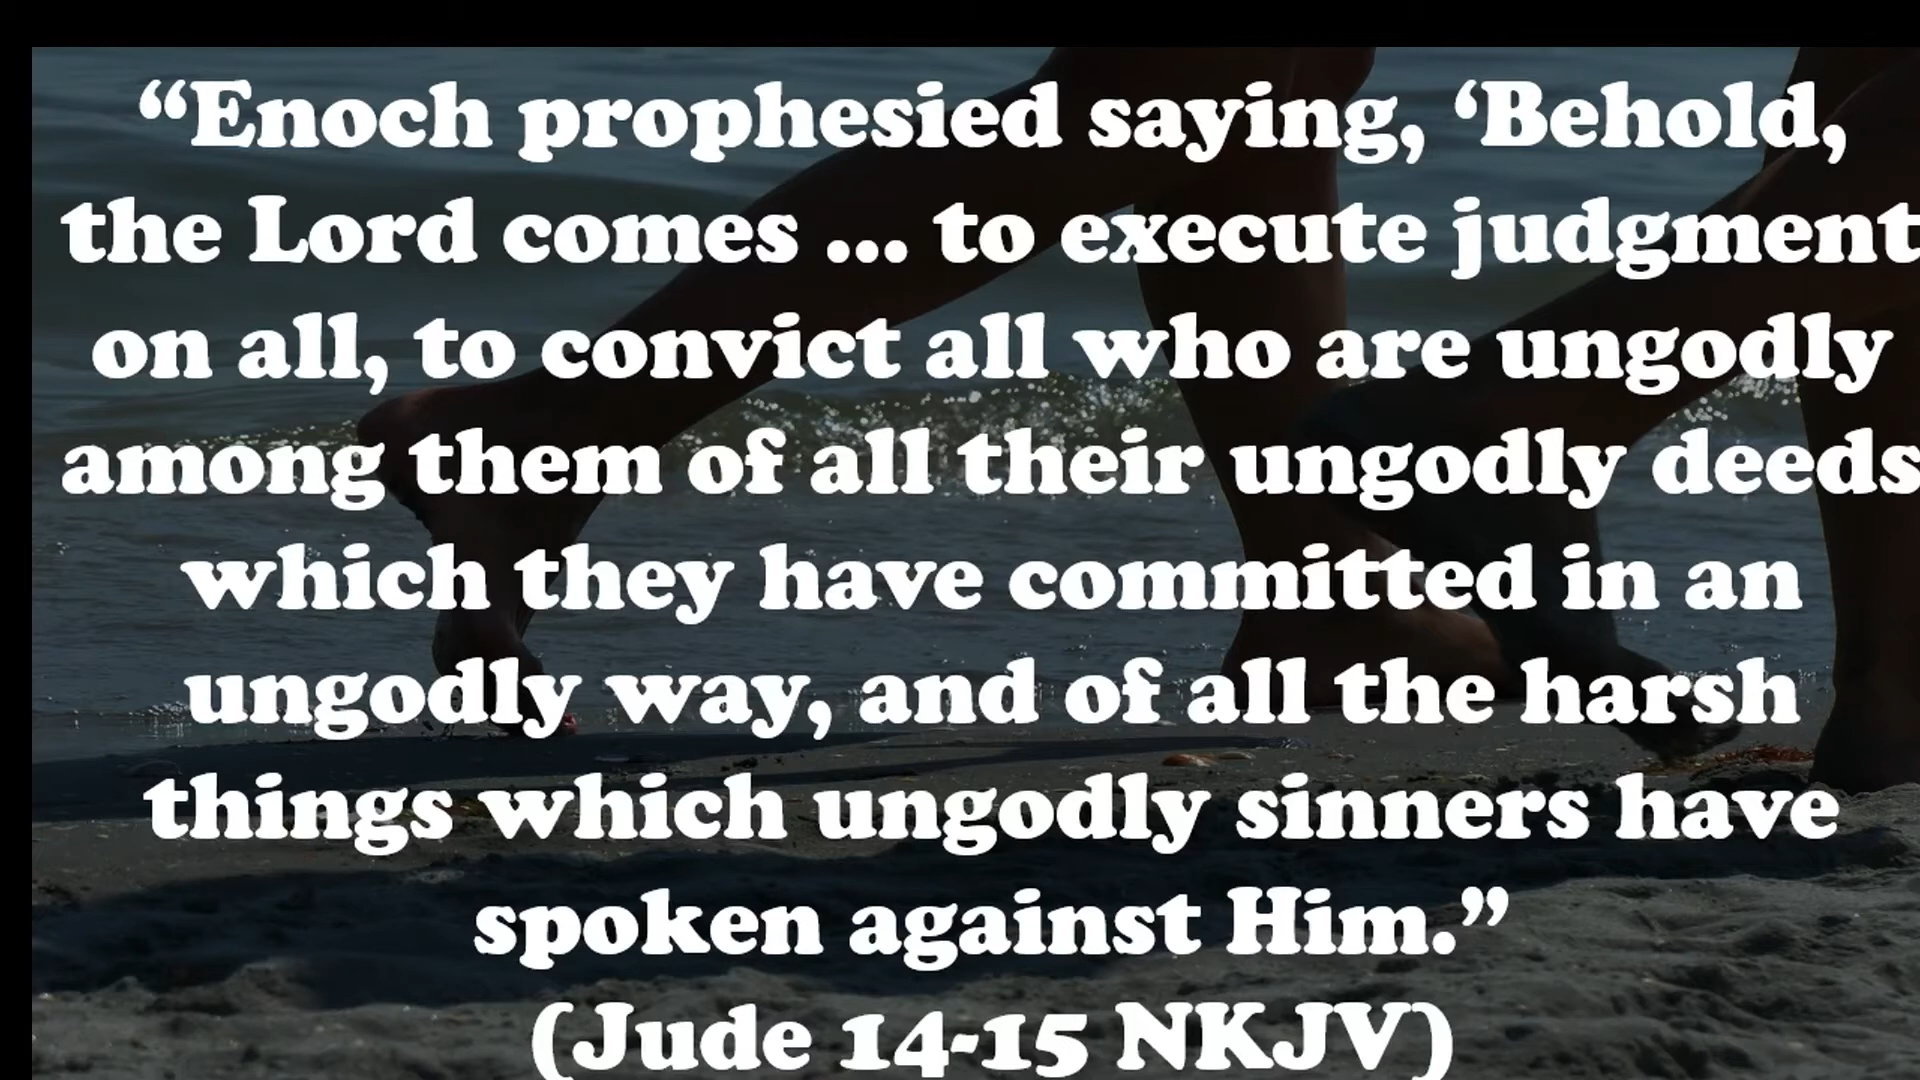 “Enoch prophesied saying, ‘Behold,
the Lord comes ... to execute judgment
on all, to convict all who are ungodly
among them of all their ungodly deeds
which they have committed in an
ungodly way, and of all the harsh
things which ungodly sinners have
spoken against Him.”
(Jude 14-15 NKJV)